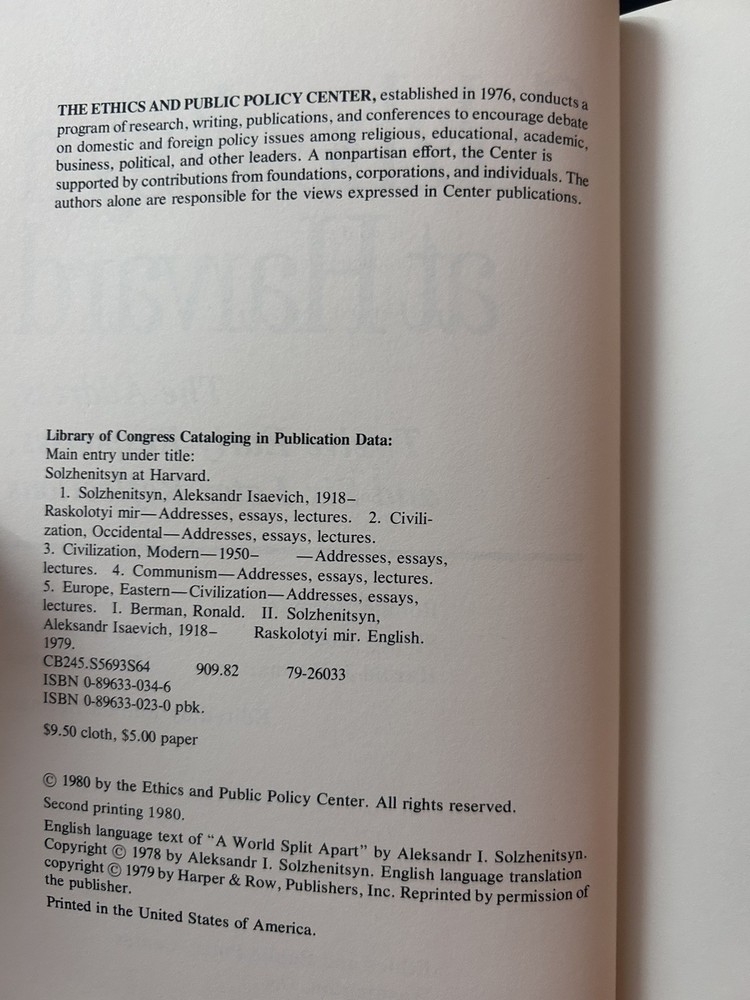 THE ETHICS AND PUBLIC POLICY CENTER, established in 1976, conducts a
program of research, writing, publications, and conferences to encourage debate
on domestic and foreign policy issues among religious, educational, academic,
business, political, and other leaders. A nonpartisan effort, the Center is
supported by contributions from foundations, corporations, and individuals. The
authors alone are responsible for the views expressed in Center publications.
at Harvard
Library of Congress Cataloging in Publication Data:
Main entry under title:
Solzhenitsyn at Harvard.
1. Solzhenitsyn, Aleksandr Isaevich, 1918–
Raskolotyi mir—Addresses, essays, lectures. 2. Civili-
zation, Occidental—Addresses, essays, lectures.
3. Civilization, Modern—1950– —Addresses, essays,
lectures. 4. Communism—Addresses, essays, lectures.
5. Europe, Eastern—Civilization—Addresses, essays,
lectures. I. Berman, Ronald. II. Solzhenitsyn,
Aleksandr Isaevich, 1918– Raskolotyi mir. English.
1979.
CB245.S5693S64 909.82 79-26033
ISBN 0-89633-034-6
ISBN 0-89633-023-0 pbk.
$9.50 cloth, $5.00 paper
© 1980 by the Ethics and Public Policy Center. All rights reserved.
Second printing 1980.
English language text of “A World Split Apart” by Aleksandr I. Solzhenitsyn.
Copyright © 1978 by Aleksandr I. Solzhenitsyn. English language translation
copyright © 1979 by Harper & Row, Publishers, Inc. Reprinted by permission of
the publisher.
Printed in the United States of America.